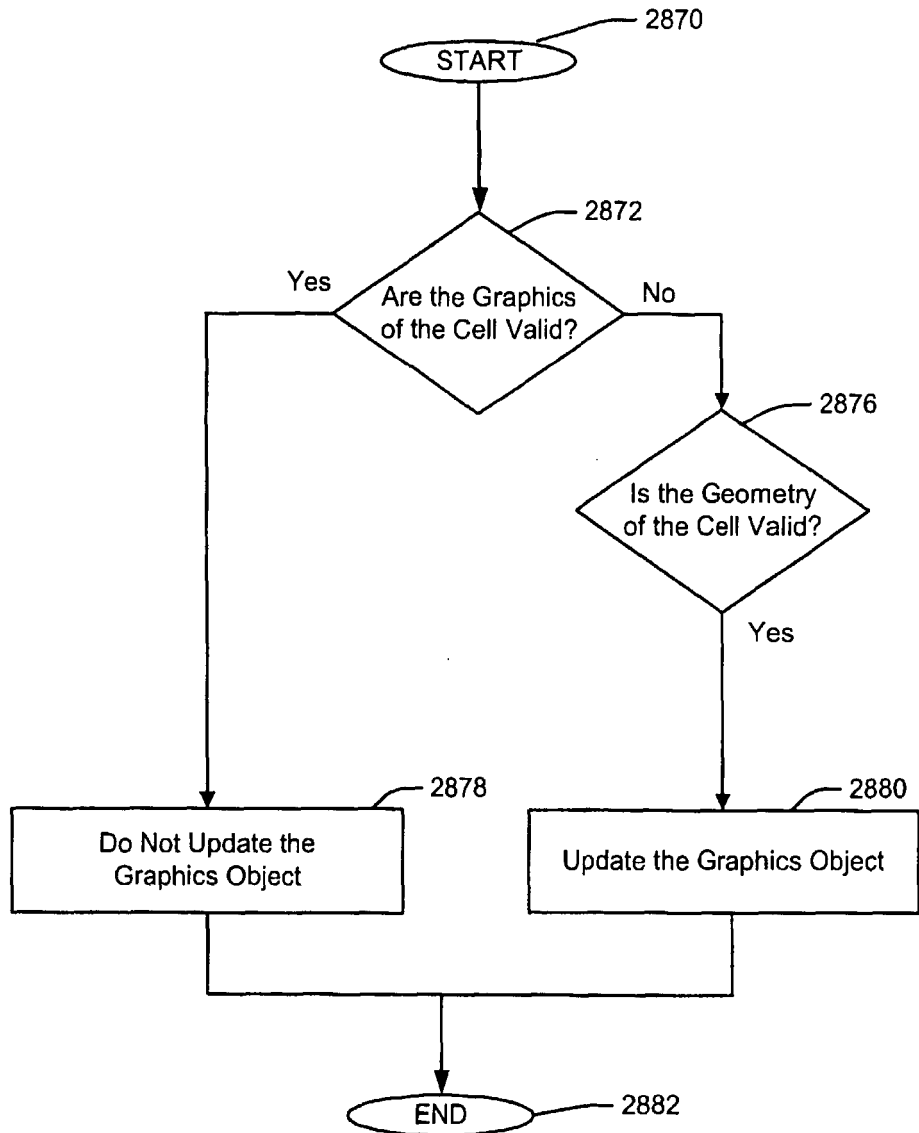 2870
START
2872
Yes
No
Are the Graphics
of the Cell Valid?
2876
Is the Geometry
of the Cell Valid?
Yes
2878
2880
Do Not Update the
Graphics Object
Update the Graphics Object
END
2882